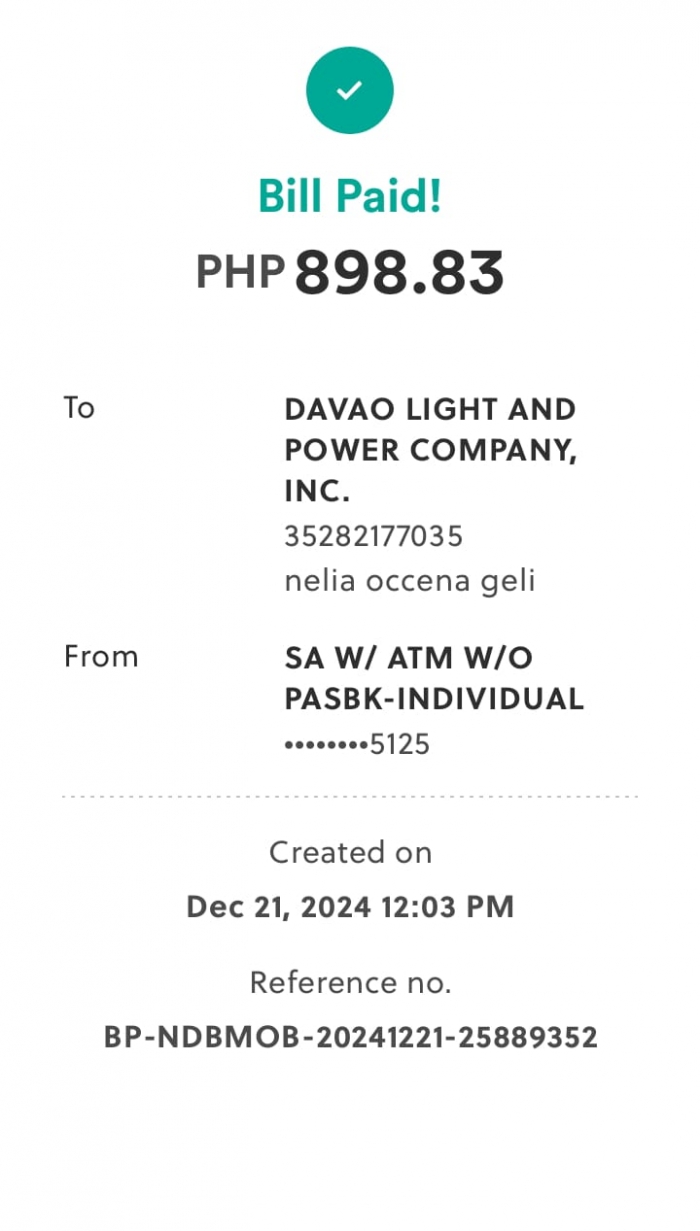 Bill Paid!
PHP 898.83
To
DAVAO LIGHT AND
POWER COMPANY,
INC.
35282177035
nelia occena geli
From
SA W/ ATM W/O
PASBK-INDIVIDUAL
••••••••5125
Created on
Dec 21, 2024 12:03 PM
Reference no.
BP-NDBMOB-20241221-25889352